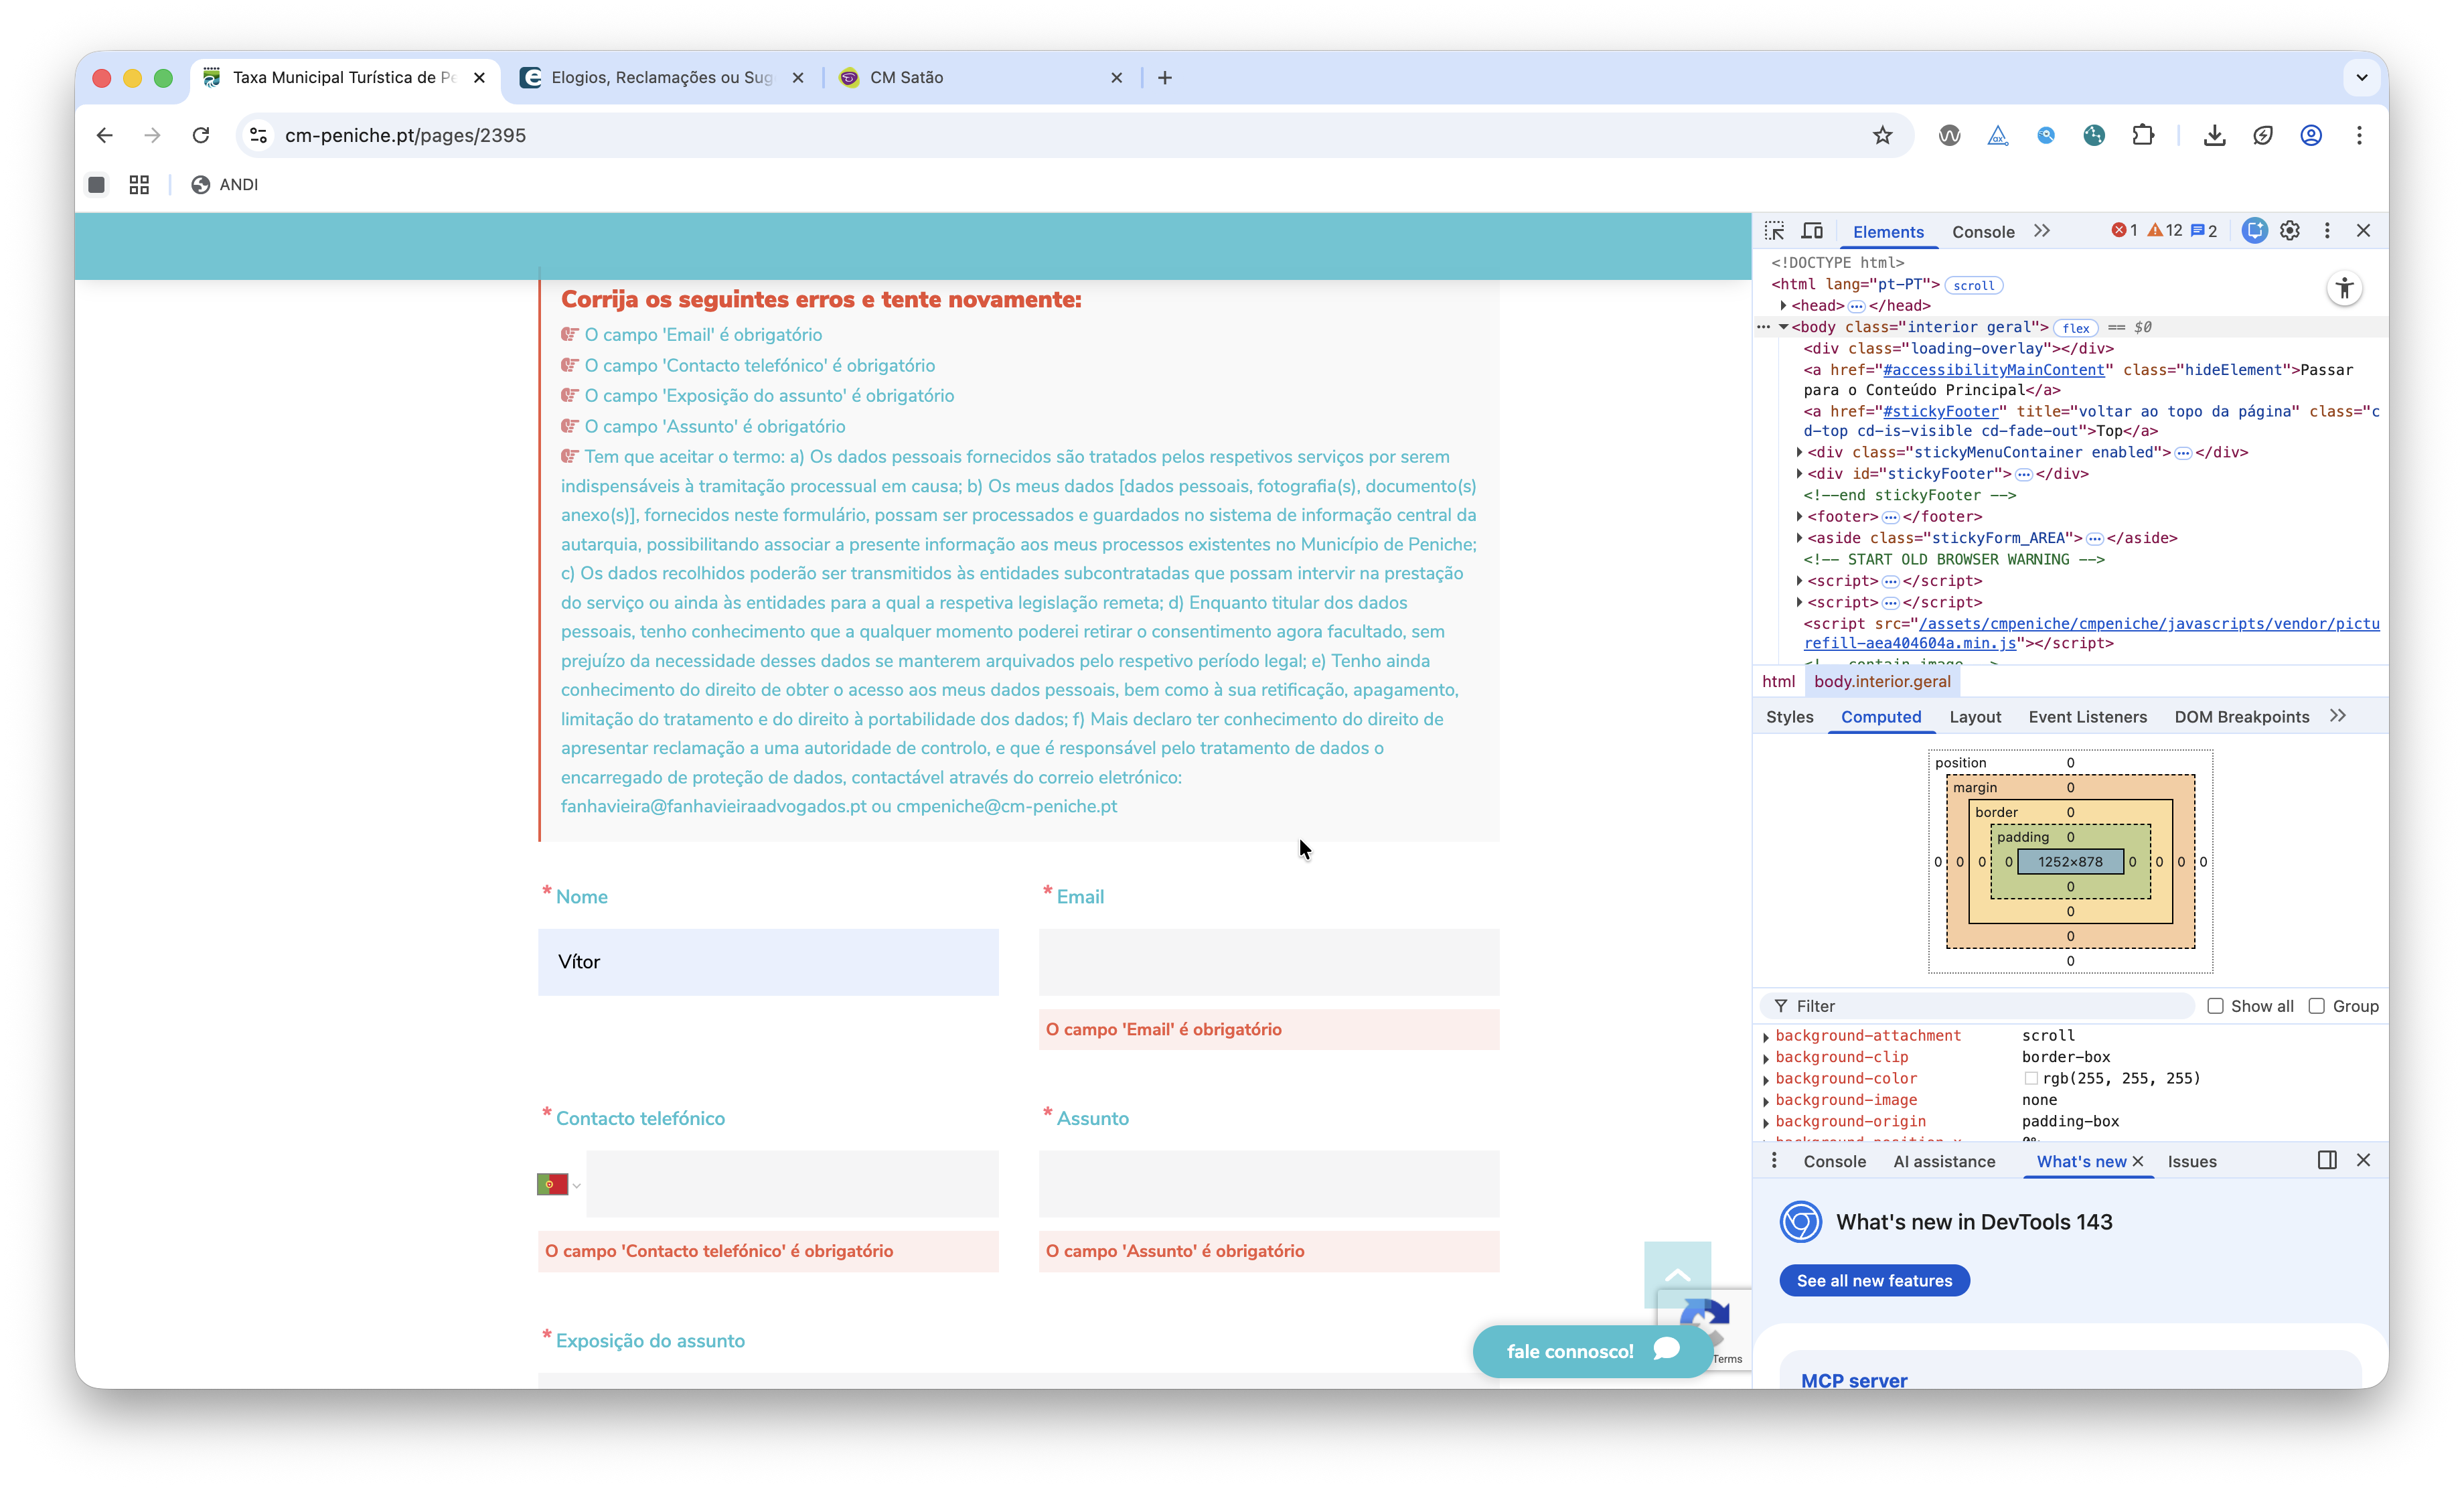 Taxa Municipal Turística de Pe
Elogios, Reclamações ou Sug
CM Satão
cm-peniche.pt/pages/2395
ANDI
Corrija os seguintes erros e tente novamente:
O campo 'Email' é obrigatório
O campo 'Contacto telefónico' é obrigatório
O campo 'Exposição do assunto' é obrigatório
O campo 'Assunto' é obrigatório
Tem que aceitar o termo: a) Os dados pessoais fornecidos são tratados pelos respetivos serviços por serem
indispensáveis à tramitação processual em causa; b) Os meus dados [dados pessoais, fotografia(s), documento(s)
anexo(s)], fornecidos neste formulário, possam ser processados e guardados no sistema de informação central da
autarquia, possibilitando associar a presente informação aos meus processos existentes no Município de Peniche;
c) Os dados recolhidos poderão ser transmitidos às entidades subcontratadas que possam intervir na prestação
do serviço ou ainda às entidades para a qual a respetiva legislação remeta; d) Enquanto titular dos dados
pessoais, tenho conhecimento que a qualquer momento poderei retirar o consentimento agora facultado, sem
prejuízo da necessidade desses dados se manterem arquivados pelo respetivo período legal; e) Tenho ainda
conhecimento do direito de obter o acesso aos meus dados pessoais, bem como à sua retificação, apagamento,
limitação do tratamento e do direito à portabilidade dos dados; f) Mais declaro ter conhecimento do direito de
apresentar reclamação a uma autoridade de controlo, e que é responsável pelo tratamento de dados o
encarregado de proteção de dados, contactável através do correio eletrónico:
fanhavieira@fanhavieiraadvogados.pt ou cmpeniche@cm-peniche.pt
* Nome
* Email
Vítor
O campo 'Email' é obrigatório
* Contacto telefónico
* Assunto
O campo 'Contacto telefónico' é obrigatório
O campo 'Assunto' é obrigatório
* Exposição do assunto
fale connosco!
Terms
Elements
Console
1
12
2
<!DOCTYPE html>
<html lang="pt-PT"> scroll
<head> ••• </head>
••• <body class="interior geral"> flex == $0
<div class="loading-overlay"></div>
<a href="#accessibilityMainContent" class="hideElement">Passar
para o Conteúdo Principal</a>
<a href="#stickyFooter" title="voltar ao topo da página" class="c
d-top cd-is-visible cd-fade-out">Top</a>
<div class="stickyMenuContainer enabled"> ••• </div>
<div id="stickyFooter"> ••• </div>
<!--end stickyFooter -->
<footer> ••• </footer>
<aside class="stickyForm_AREA"> ••• </aside>
<!-- START OLD BROWSER WARNING -->
<script> ••• </script>
<script> ••• </script>
<script src="/assets/cmpeniche/cmpeniche/javascripts/vendor/pictu
refill-aea404604a.min.js"></script>
<!-- contain image -->
html
body.interior.geral
Styles
Computed
Layout
Event Listeners
DOM Breakpoints
position 0
margin 0
border 0
padding 0
0 0 0 0 1252×878 0 0 0 0
0
0
0
0
Filter
Show all
Group
background-attachment scroll
background-clip border-box
background-color rgb(255, 255, 255)
background-image none
background-origin padding-box
background-position-x 0%
Console
AI assistance
What's new
Issues
What's new in DevTools 143
See all new features
MCP server